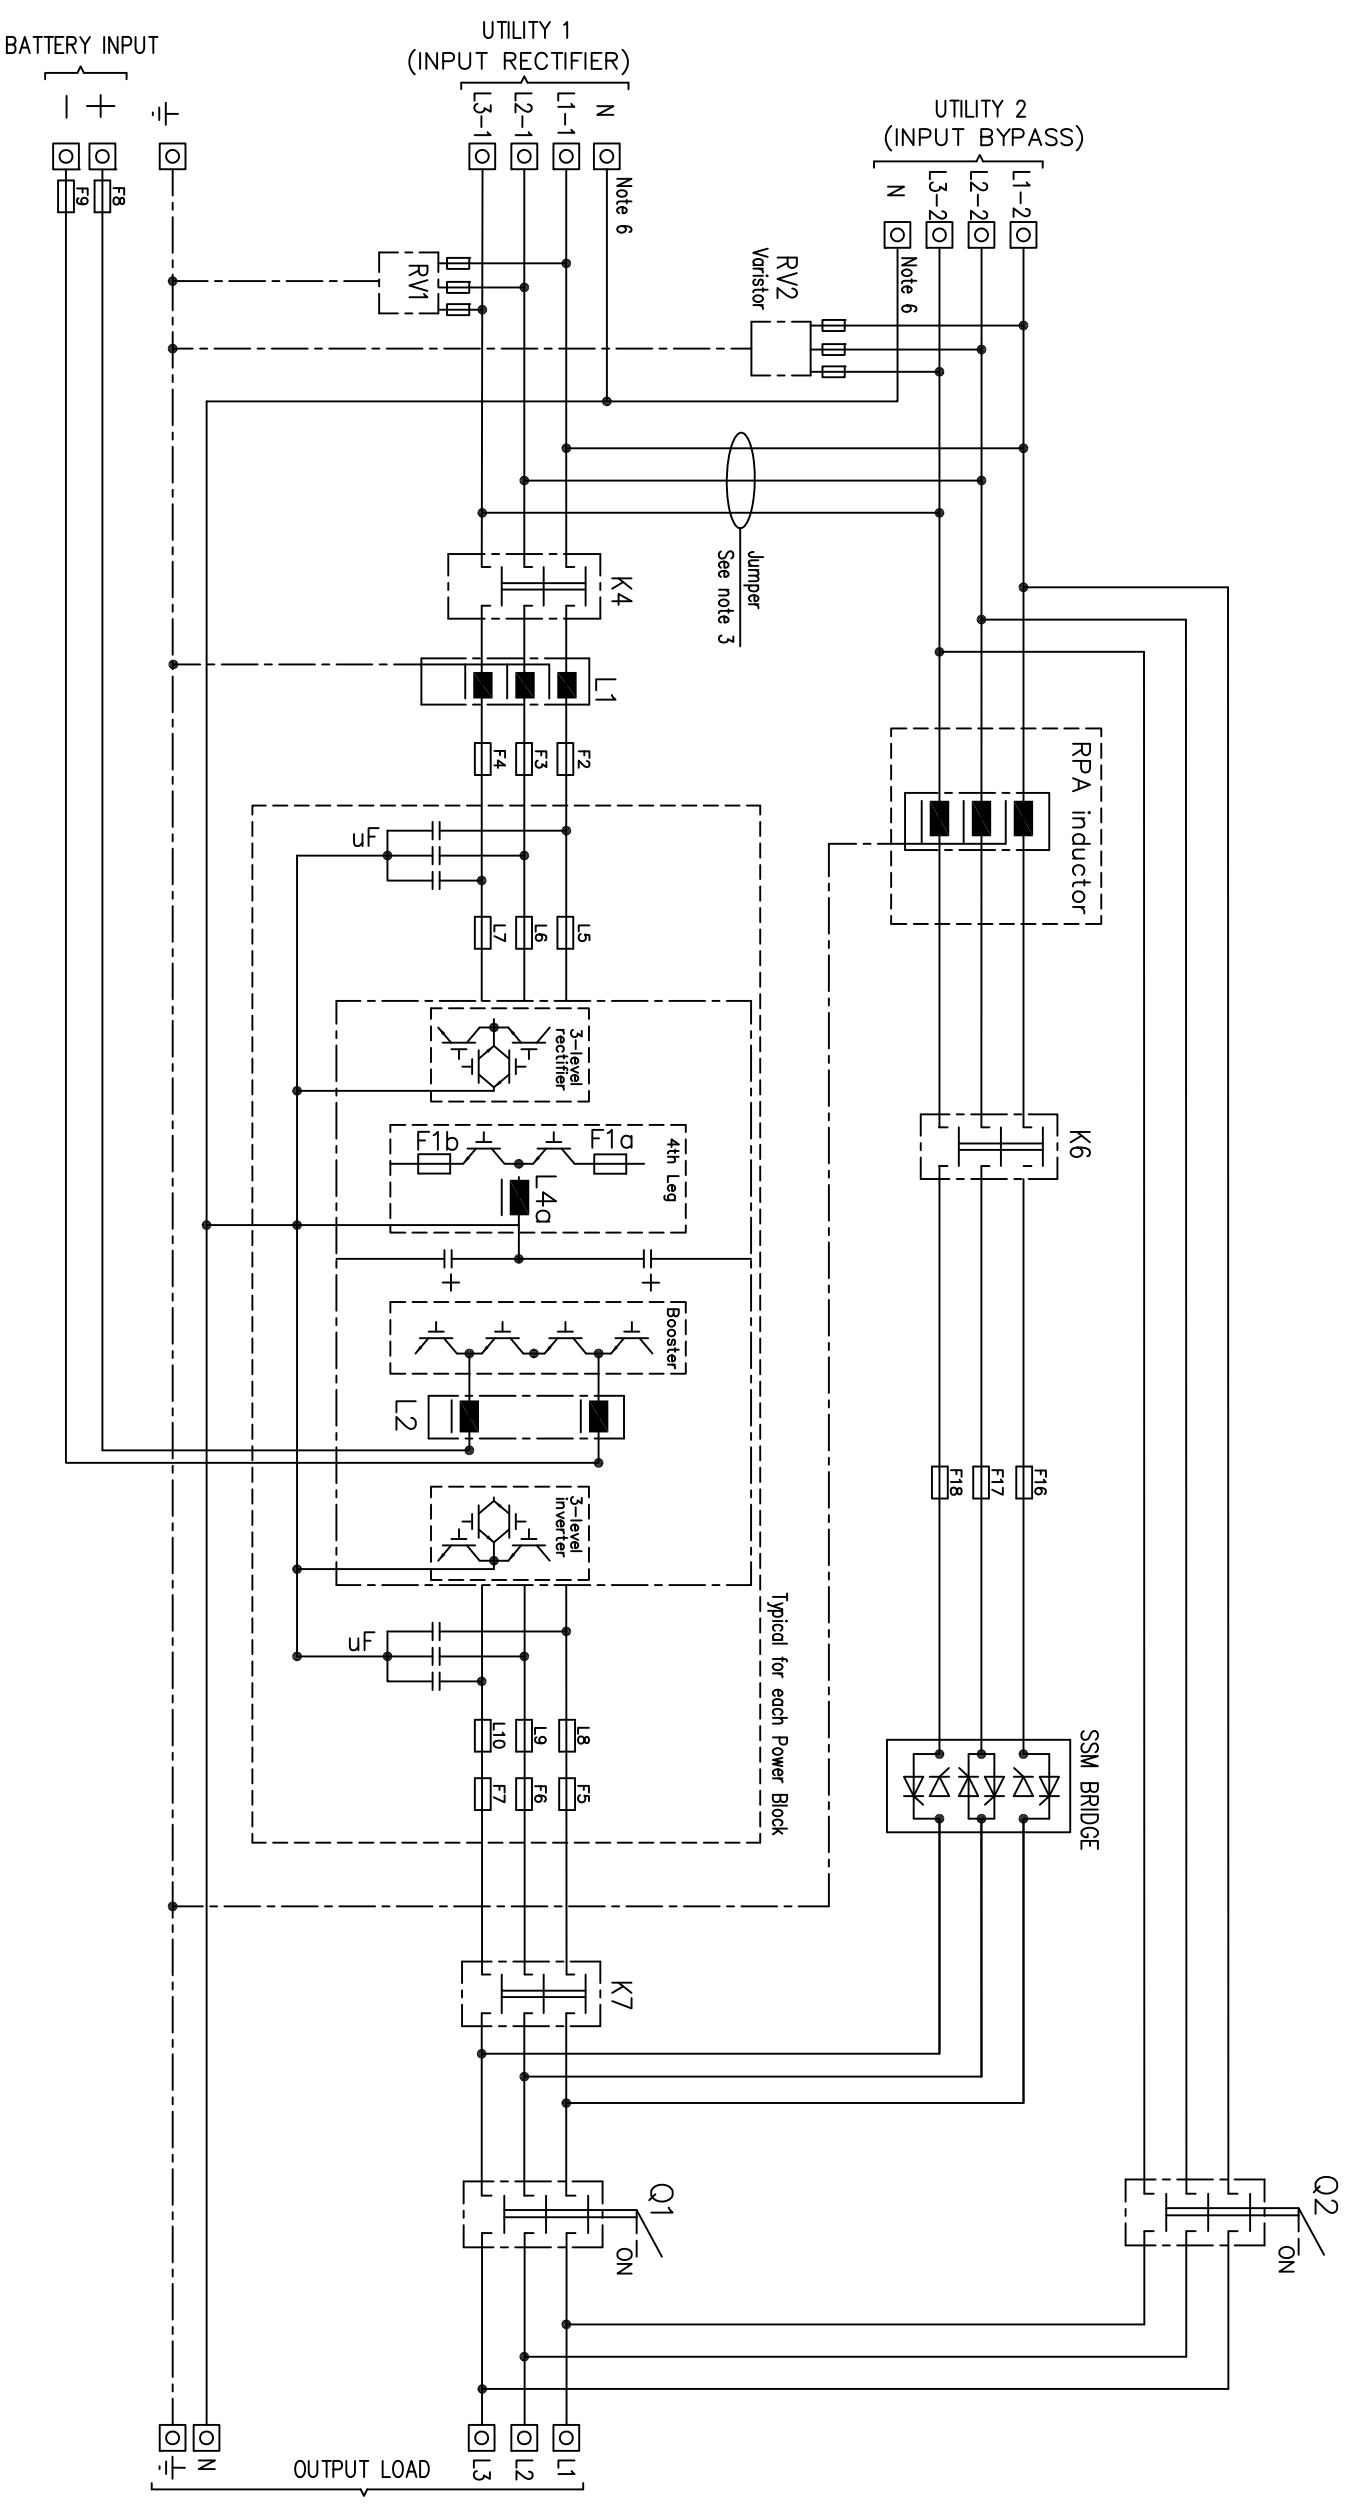 UTILITY 1
(INPUT RECTIFIER)
BATTERY INPUT
−
+
L3-1
L2-1
L1-1
N
UTILITY 2
(INPUT BYPASS)
N
L3-2
L2-2
L1-2
F9
F8
Note 6
Note 6
RV1
RV2
Varistor
Jumper
See note 3
K4
L1
F4
F3
F2
RPA inductor
uF
L7
L6
L5
3-level
rectifier
K6
F1b
F1a
4th Leg
L4a
+
+
Booster
L2
F18
F17
F16
3-level
inverter
Typical for each Power Block
uF
L10
L9
L8
F7
F6
F5
SSM BRIDGE
K7
Q1
ON
Q2
ON
N
L3
L2
L1
OUTPUT LOAD